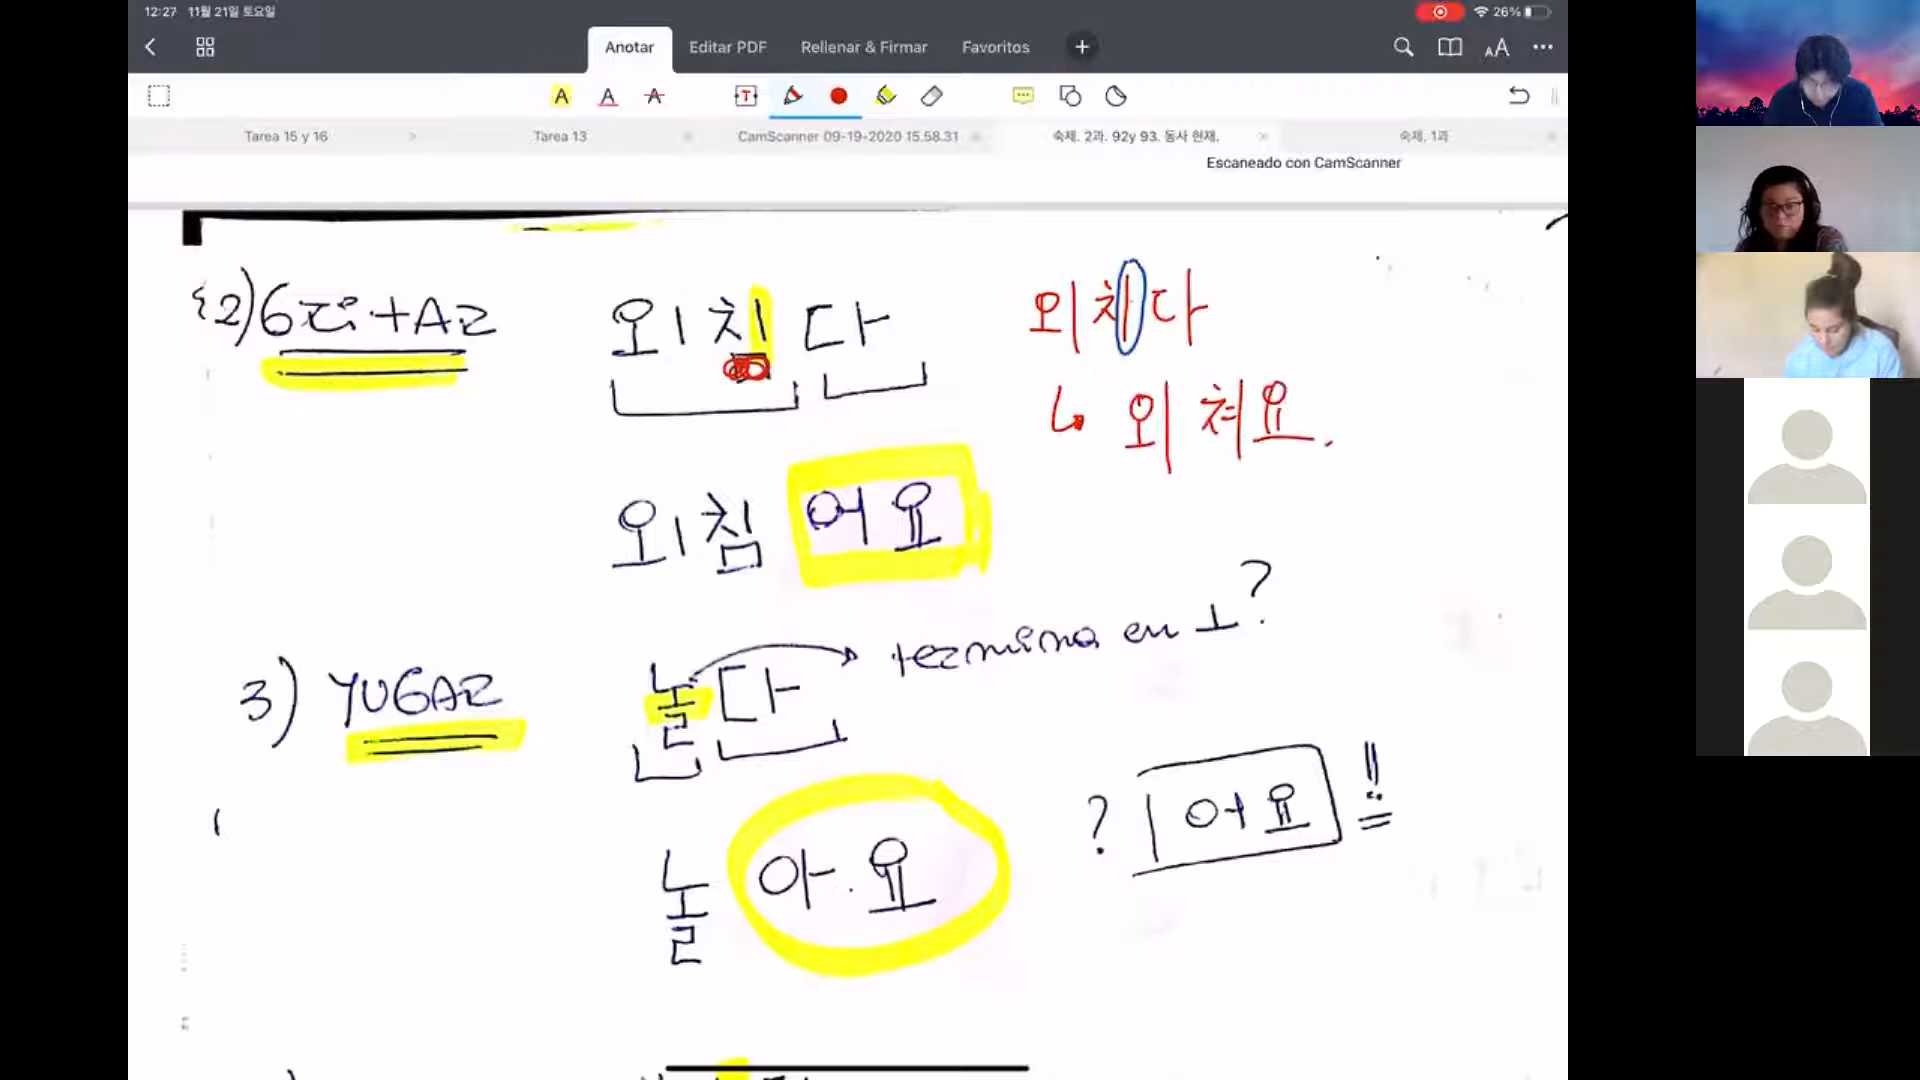 12:27 11월 21일 토요일
26%
Anotar Editar PDF Rellenar & Firmar Favoritos
AA
A A A T
Tarea 15 y 16 Tarea 13 CamScanner 09-19-2020 15.58.31 숙제. 2과. 92y 93. 동사 현재. 숙제. 1과
Escaneado con CamScanner
2) GRi+AR 외치다 외치다
외쳐요.
외침 어요
termina en ㅗ?
3) YUGAR 놀다
? 어요 !!
놀 아.요